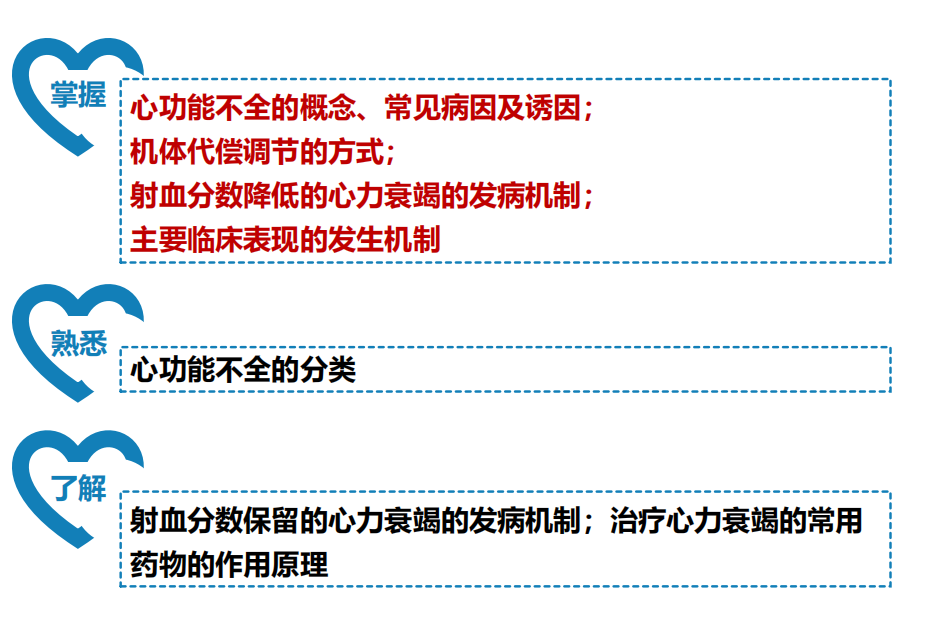 掌握
心功能不全的概念、常见病因及诱因；
机体代偿调节的方式；
射血分数降低的心力衰竭的发病机制；
主要临床表现的发生机制
熟悉
心功能不全的分类
了解
射血分数保留的心力衰竭的发病机制；治疗心力衰竭的常用
药物的作用原理